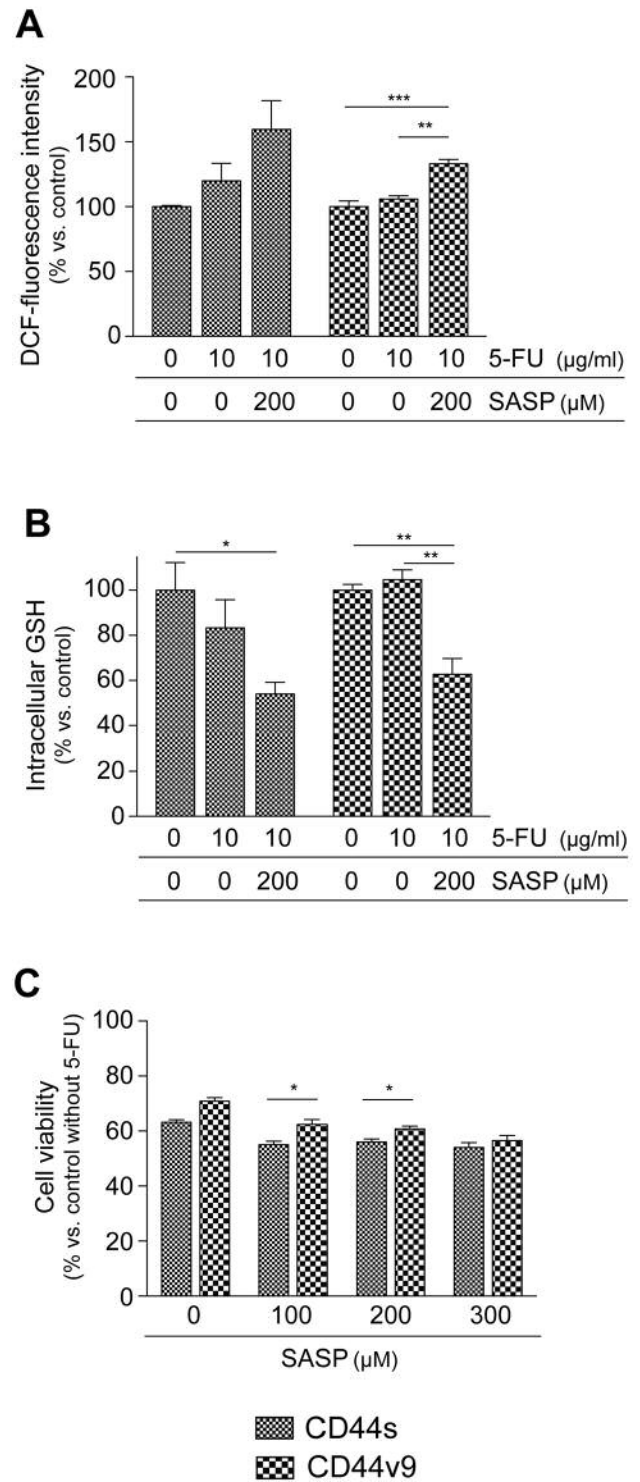 A
DCF-fluorescence intensity
(% vs. control)
200
150
100
50
0
***
**
0 10 10 0 10 10 5-FU (µg/ml)
0 0 200 0 0 200 SASP (µM)
B
Intracellular GSH
(% vs. control)
100
80
60
40
20
0
*
**
**
0 10 10 0 10 10 5-FU (µg/ml)
0 0 200 0 0 200 SASP (µM)
C
Cell viability
(% vs. control without 5-FU)
100
80
60
40
20
0
* *
0 100 200 300
SASP (µM)
CD44s
CD44v9